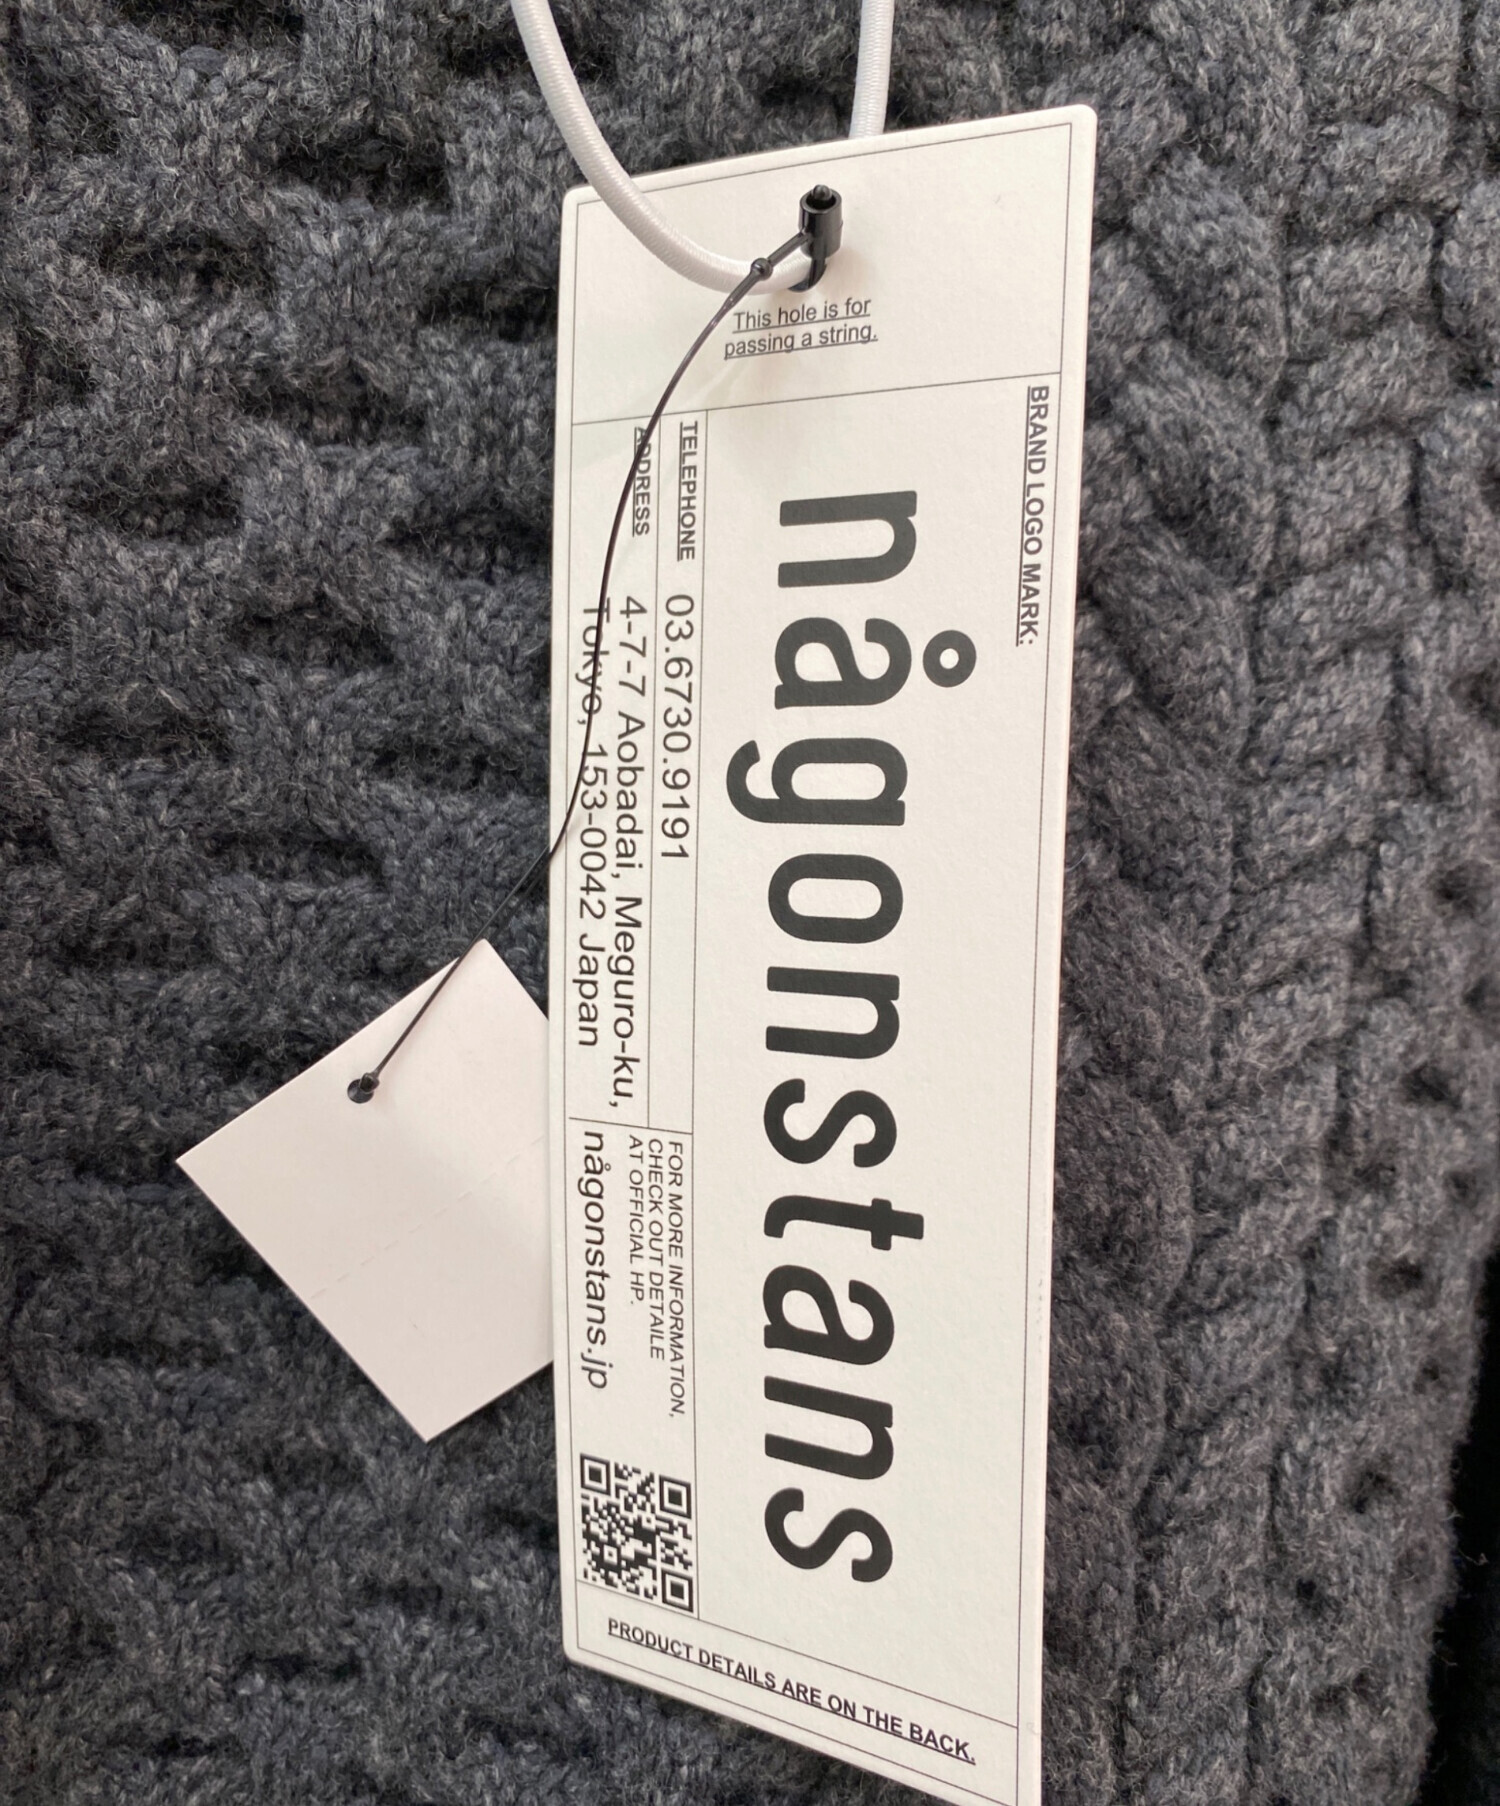 This hole is for
passing a string.
BRAND LOGO MARK:
någonstans
TELEPHONE 03.6730.9191
ADDRESS 4-7-7 Aobadai, Meguro-ku,
Tokyo, 153-0042 Japan
FOR MORE INFORMATION,
CHECK OUT DETAILE
AT OFFICIAL HP.
någonstans.jp
PRODUCT DETAILS ARE ON THE BACK.